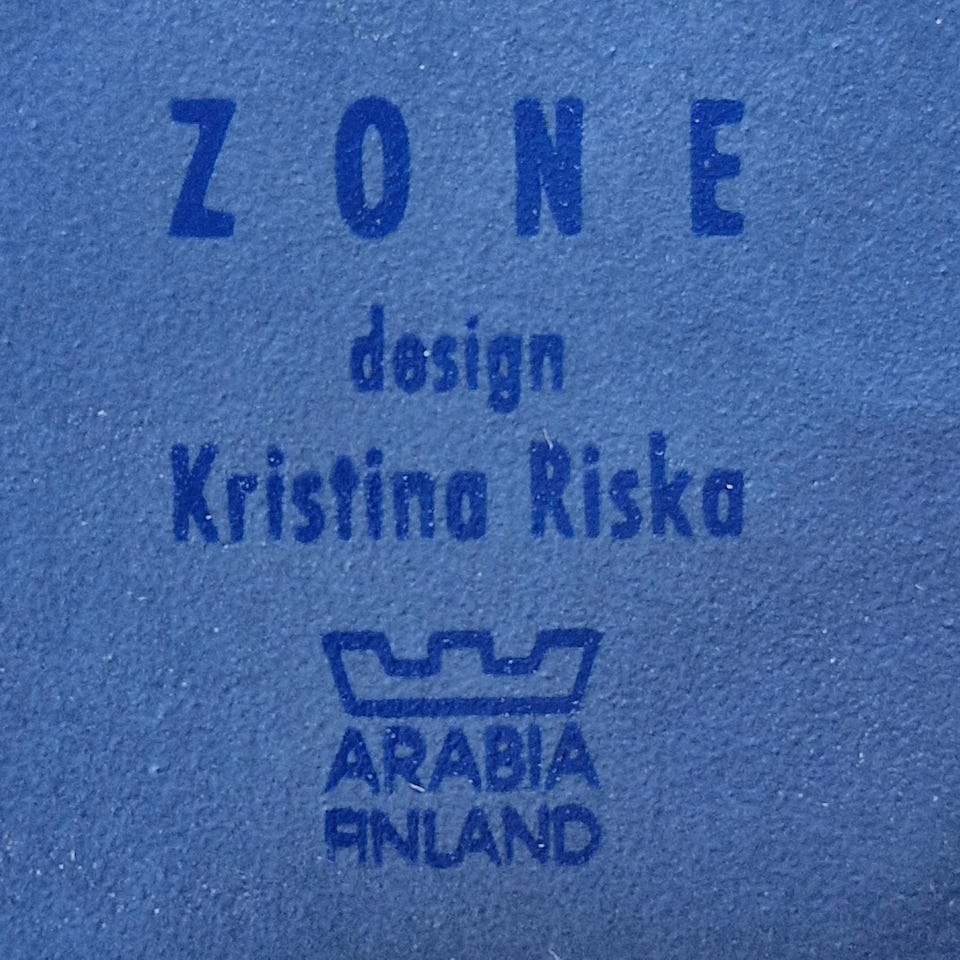 ZONE
design
Kristina Riska
ARABIA
FINLAND